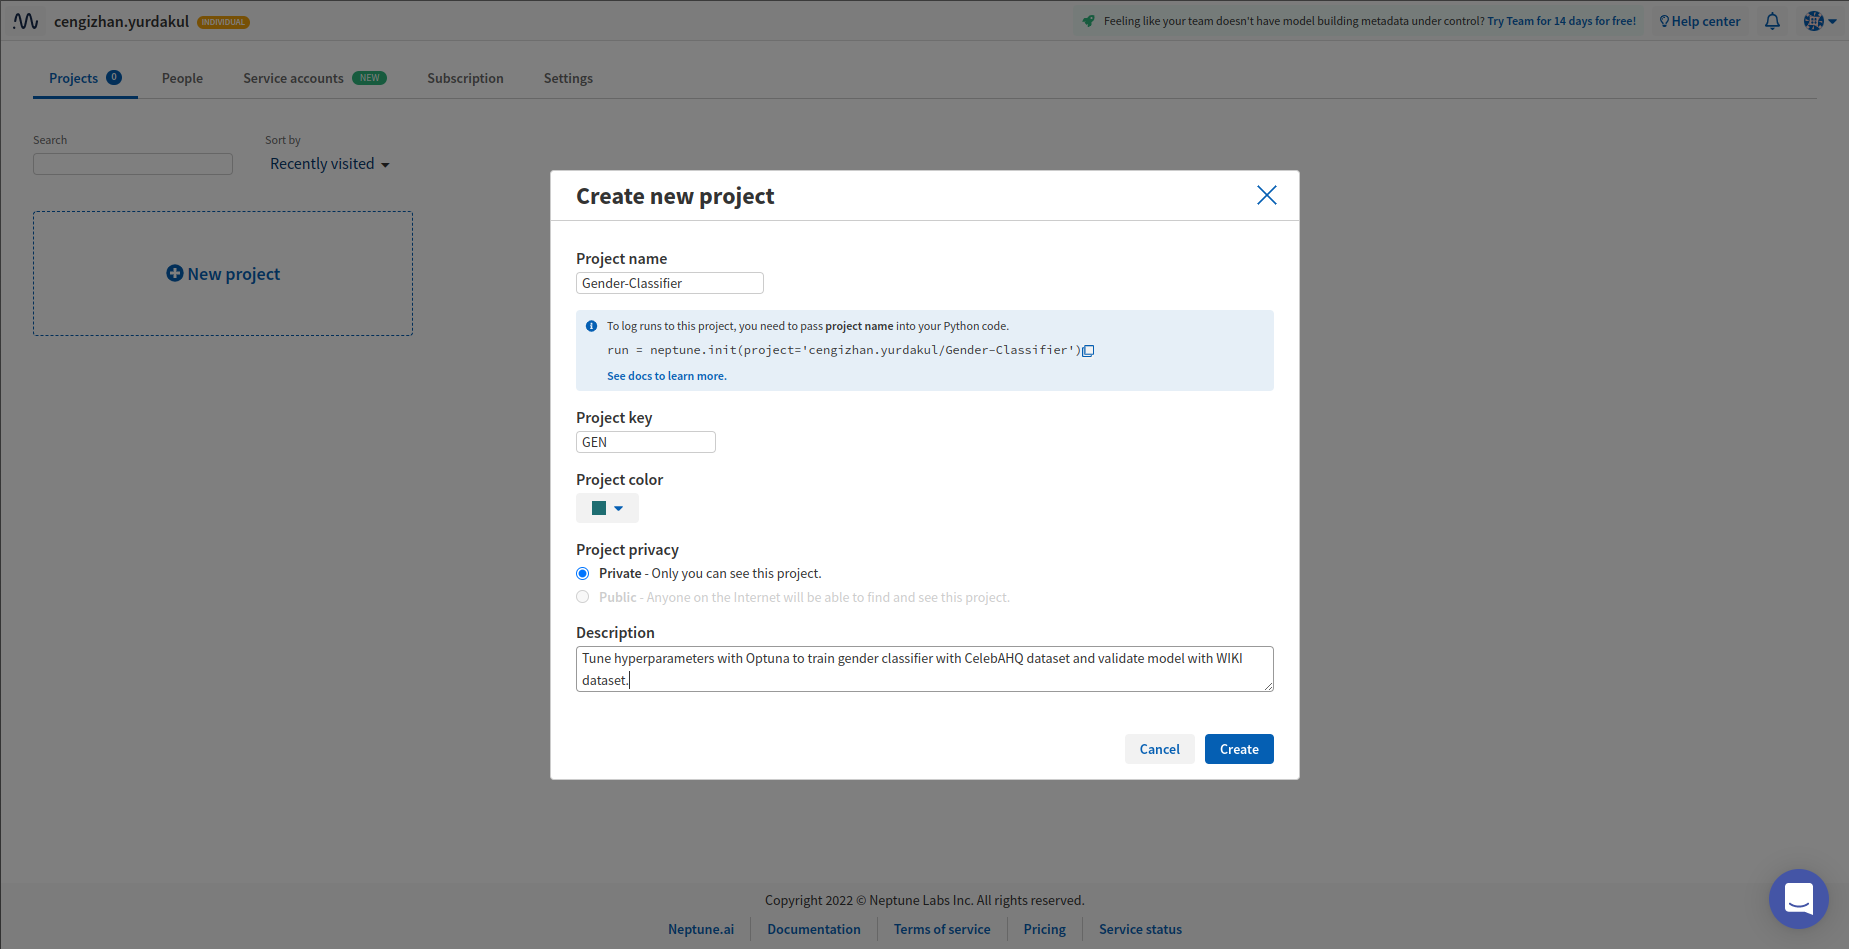 cengizhan.yurdakul INDIVIDUAL
Feeling like your team doesn't have model building metadata under control? Try Team for 14 days for free!
Help center
Projects 0 People Service accounts NEW Subscription Settings
Search
Sort by
Recently visited
New project
Create new project
Project name
Gender-Classifier
To log runs to this project, you need to pass project name into your Python code.
run = neptune.init(project='cengizhan.yurdakul/Gender-Classifier')
See docs to learn more.
Project key
GEN
Project color
Project privacy
Private - Only you can see this project.
Public - Anyone on the Internet will be able to find and see this project.
Description
Tune hyperparameters with Optuna to train gender classifier with CelebAHQ dataset and validate model with WIKI
dataset.
Cancel Create
Copyright 2022 © Neptune Labs Inc. All rights reserved.
Neptune.ai Documentation Terms of service Pricing Service status